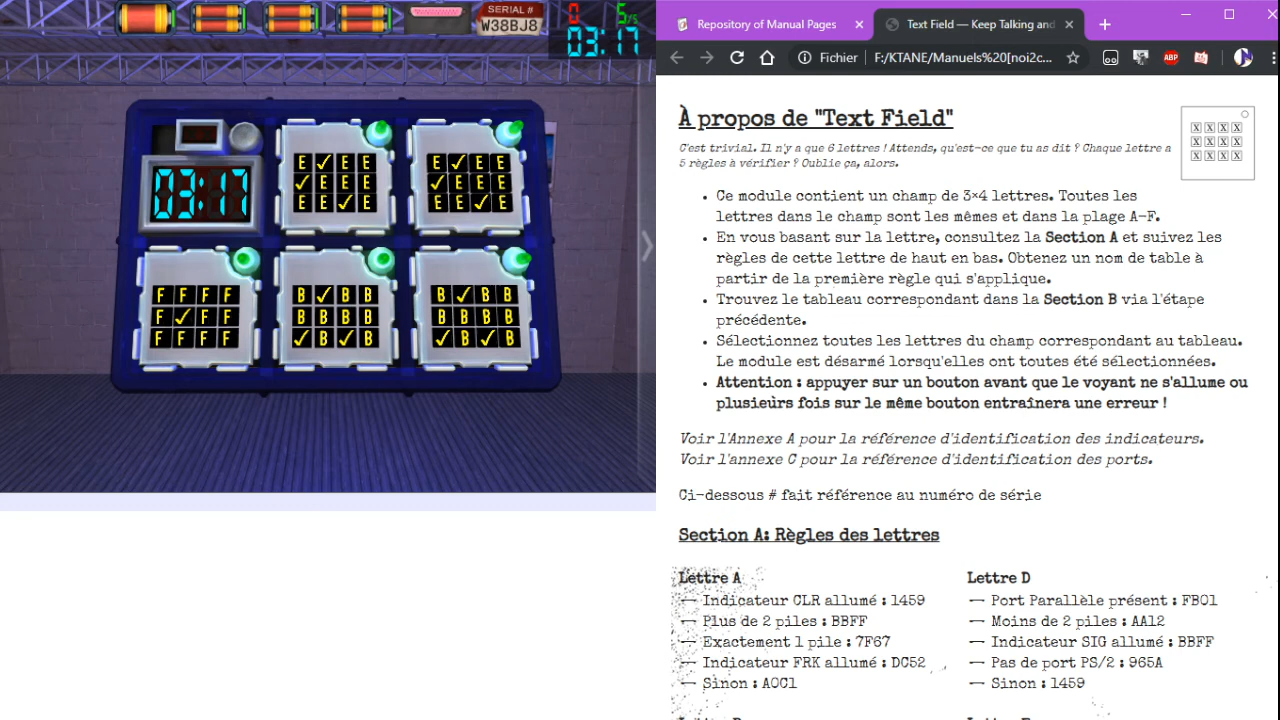 SERIAL #
W38BJ8
0 5/5
03:17
03:17
E ✓ E E
✓ E E E
E E ✓ E
E ✓ E E
✓ E E E
E E ✓ E
F F F F
F ✓ F F
F F F F
B ✓ B B
B B B B
✓ B ✓ B
B ✓ B B
B B B B
✓ B ✓ B
Repository of Manual Pages
Text Field — Keep Talking and
Fichier F:/KTANE/Manuels%20[noi2c...
ABP
À propos de "Text Field"
C'est trivial. Il n'y a que 6 lettres ! Attends, qu'est-ce que tu as dit ? Chaque lettre a
5 règles à vérifier ? Oublie ça, alors.
X X X X
X X X X
X X X X
• Ce module contient un champ de 3×4 lettres. Toutes les
lettres dans le champ sont les mêmes et dans la plage A-F.
• En vous basant sur la lettre, consultez la Section A et suivez les
règles de cette lettre de haut en bas. Obtenez un nom de table à
partir de la première règle qui s'applique.
• Trouvez le tableau correspondant dans la Section B via l'étape
précédente.
• Sélectionnez toutes les lettres du champ correspondant au tableau.
Le module est désarmé lorsqu'elles ont toutes été sélectionnées.
• Attention : appuyer sur un bouton avant que le voyant ne s'allume ou
plusieurs fois sur le même bouton entraînera une erreur !
Voir l'Annexe A pour la référence d'identification des indicateurs.
Voir l'annexe C pour la référence d'identification des ports.
Ci-dessous # fait référence au numéro de série
Section A: Règles des lettres
Lettre A
— Indicateur CLR allumé : 1459
— Plus de 2 piles : BBFF
— Exactement 1 pile : 7F67
— Indicateur FRK allumé : DC52
— Sinon : A0C1
Lettre D
— Port Parallèle présent : FB01
— Moins de 2 piles : AA12
— Indicateur SIG allumé : BBFF
— Pas de port PS/2 : 965A
— Sinon : 1459